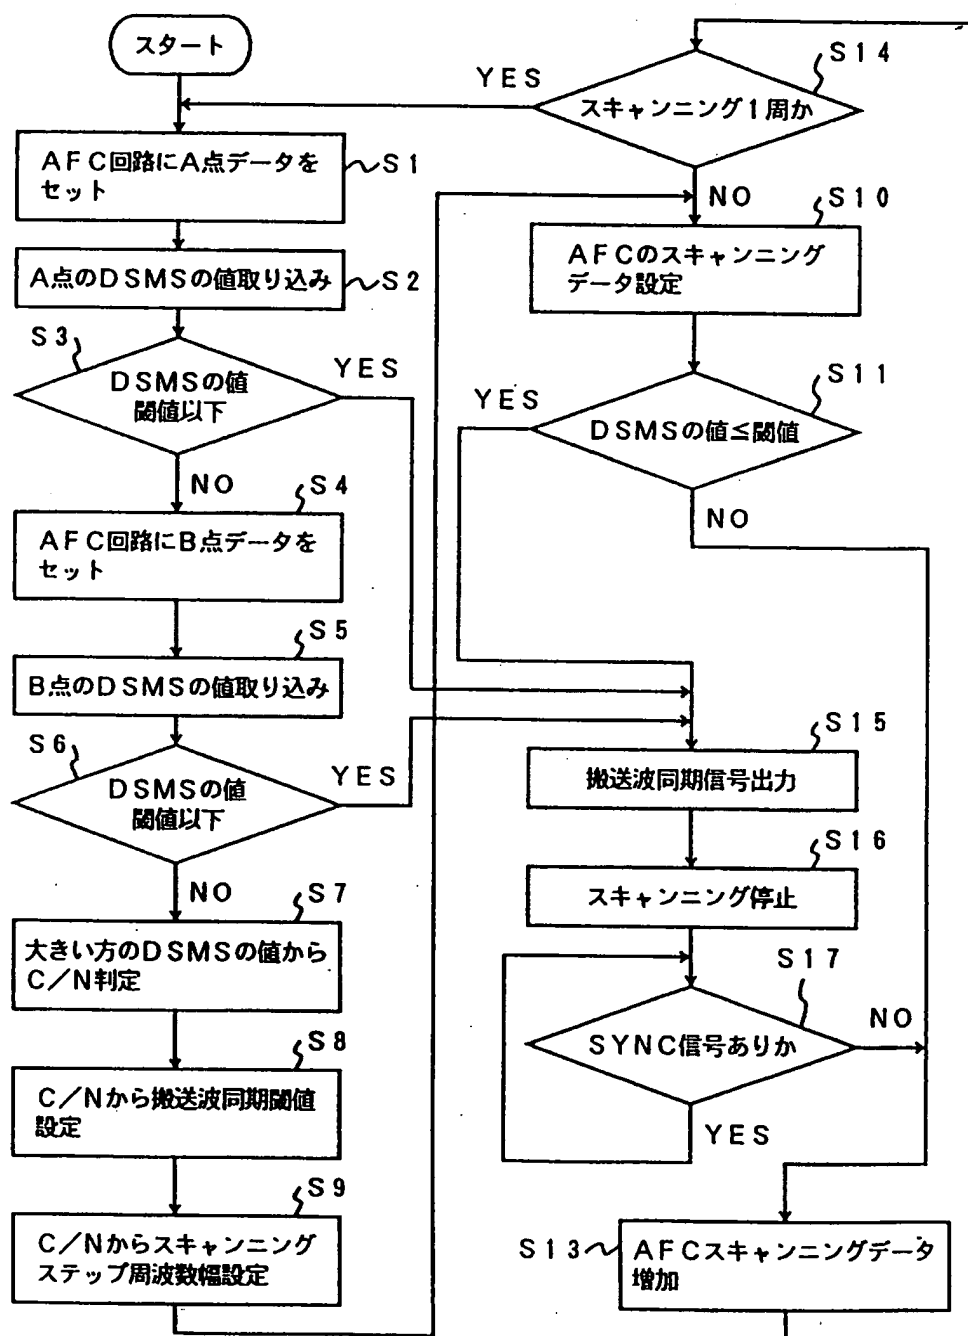 スタート
AFC回路にA点データを
セット
S1
A点のDSMSの値取り込み
S2
S3
DSMSの値
閾値以下
YES
NO
S4
AFC回路にB点データを
セット
S5
B点のDSMSの値取り込み
S6
DSMSの値
閾値以下
YES
NO
S7
大きい方のDSMSの値から
C/N判定
S8
C/Nから搬送波同期閾値
設定
S9
C/Nからスキャンニング
ステップ周波数幅設定
S14
YES
スキャンニング1周か
NO
S10
AFCのスキャンニング
データ設定
S11
YES
DSMSの値≦閾値
NO
S15
搬送波同期信号出力
S16
スキャンニング停止
S17
SYNC信号ありか
NO
YES
S13
AFCスキャンニングデータ
増加